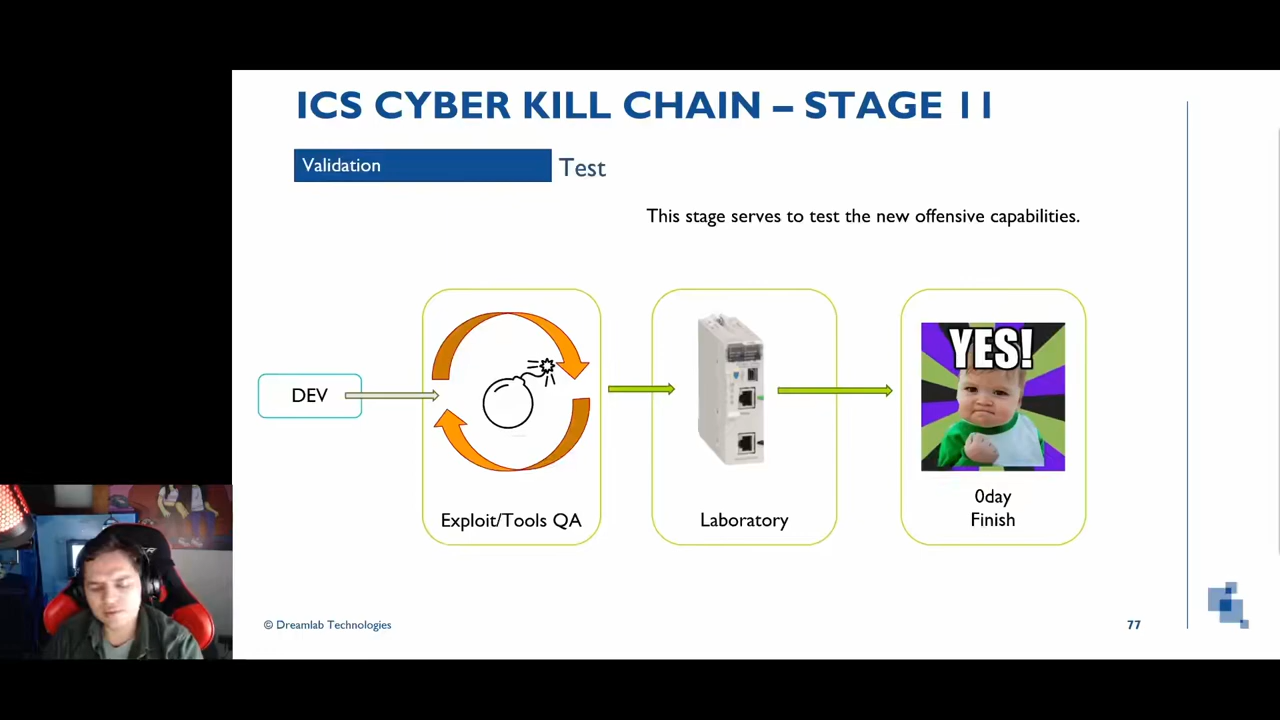 ICS CYBER KILL CHAIN – STAGE 11
Validation
Test
This stage serves to test the new offensive capabilities.
DEV
YES!
Exploit/Tools QA
Laboratory
0day
Finish
© Dreamlab Technologies
77